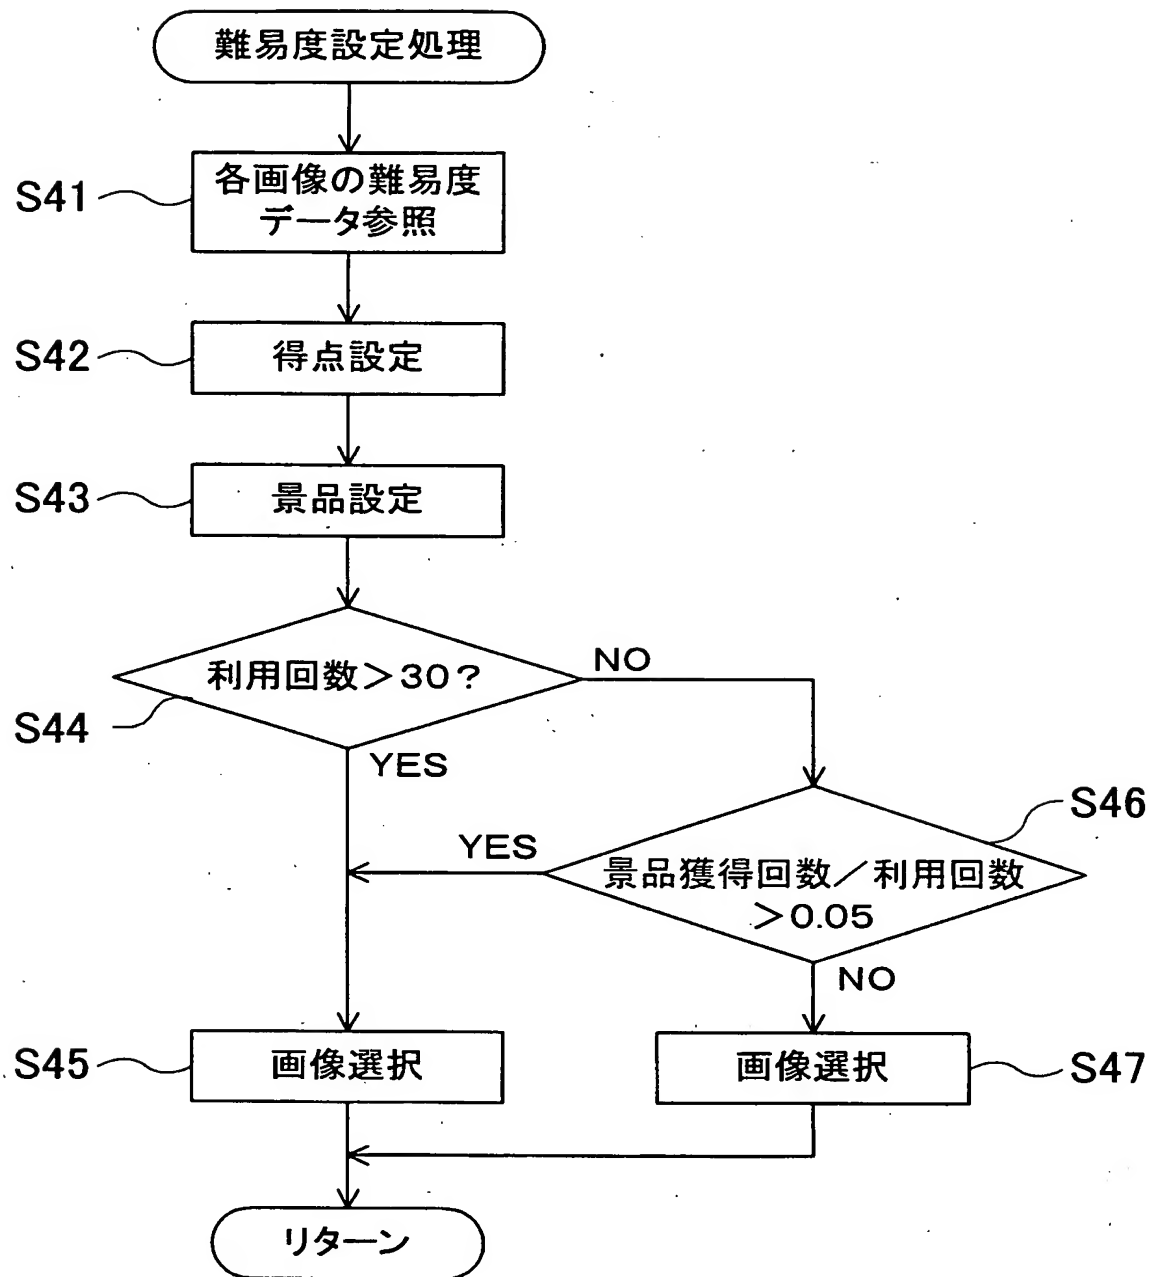 難易度設定処理
S41
各画像の難易度
データ参照
S42
得点設定
S43
景品設定
利用回数＞30?
NO
S44
YES
S46
YES
景品獲得回数／利用回数
＞0.05
NO
S45
画像選択
画像選択
S47
リターン